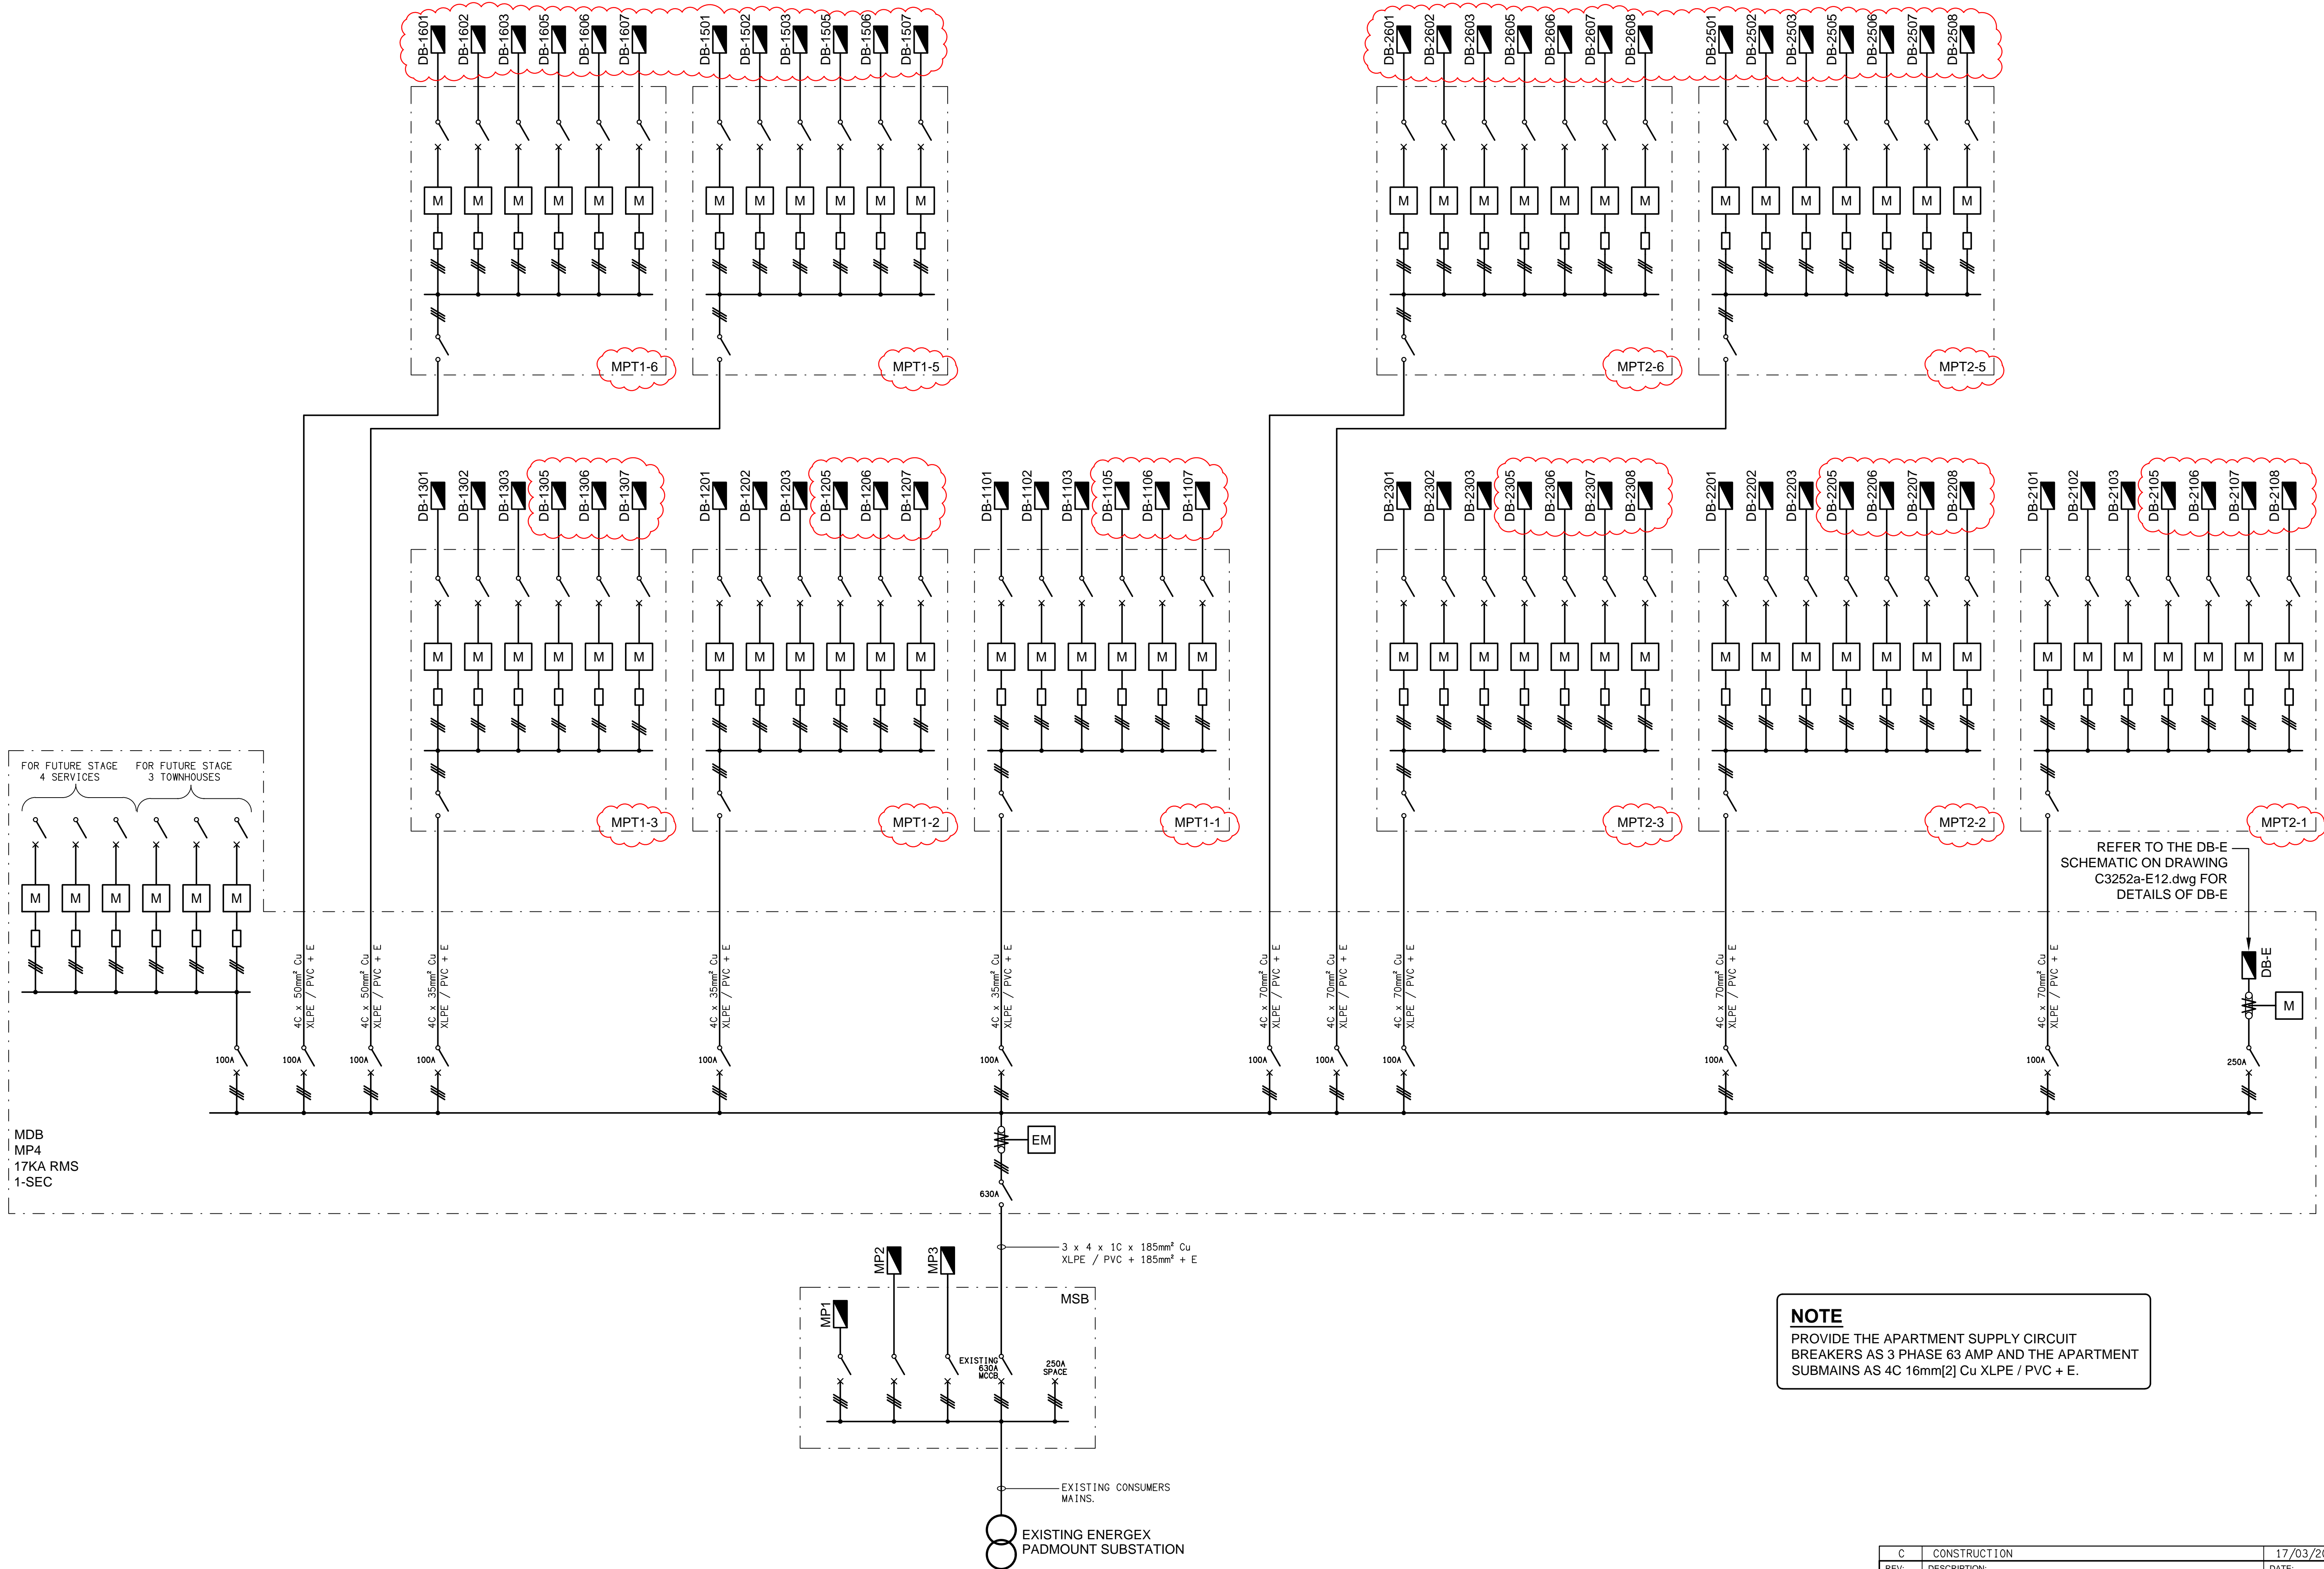 DB-1601
DB-1602
DB-1603
DB-1605
DB-1606
DB-1607
DB-1501
DB-1502
DB-1503
DB-1505
DB-1506
DB-1507
DB-2601
DB-2602
DB-2603
DB-2605
DB-2606
DB-2607
DB-2608
DB-2501
DB-2502
DB-2503
DB-2505
DB-2506
DB-2507
DB-2508
M M M M M M M M M M M M M M M M M M M M M M M M M M
MPT1-6
MPT1-5
MPT2-6
MPT2-5
DB-1301
DB-1302
DB-1303
DB-1305
DB-1306
DB-1307
DB-1201
DB-1202
DB-1203
DB-1205
DB-1206
DB-1207
DB-1101
DB-1102
DB-1103
DB-1105
DB-1106
DB-1107
DB-2301
DB-2302
DB-2303
DB-2305
DB-2306
DB-2307
DB-2308
DB-2201
DB-2202
DB-2203
DB-2205
DB-2206
DB-2207
DB-2208
DB-2101
DB-2102
DB-2103
DB-2105
DB-2106
DB-2107
DB-2108
M M M M M M M M M M M M M M M M M M M M M M M M M M M M M M M M M M M M M M M
MPT1-3
MPT1-2
MPT1-1
MPT2-3
MPT2-2
MPT2-1
FOR FUTURE STAGE
4 SERVICES
FOR FUTURE STAGE
3 TOWNHOUSES
M M M M M M
REFER TO THE DB-E
SCHEMATIC ON DRAWING
C3252a-E12.dwg FOR
DETAILS OF DB-E
4C x 50mm² Cu
XLPE / PVC + E
4C x 50mm² Cu
XLPE / PVC + E
4C x 35mm² Cu
XLPE / PVC + E
4C x 35mm² Cu
XLPE / PVC + E
4C x 35mm² Cu
XLPE / PVC + E
4C x 70mm² Cu
XLPE / PVC + E
4C x 70mm² Cu
XLPE / PVC + E
4C x 70mm² Cu
XLPE / PVC + E
4C x 70mm² Cu
XLPE / PVC + E
4C x 70mm² Cu
XLPE / PVC + E
DB-E
M
100A
100A
100A
100A
100A
100A
100A
100A
100A
100A
100A
250A
MDB
MP4
17KA RMS
1-SEC
EM
630A
3 x 4 x 1C x 185mm² Cu
XLPE / PVC + 185mm² + E
MP1
MP2
MP3
MSB
EXISTING
630A
MCCB
250A
SPACE
EXISTING CONSUMERS
MAINS.
EXISTING ENERGEX
PADMOUNT SUBSTATION
NOTE
PROVIDE THE APARTMENT SUPPLY CIRCUIT
BREAKERS AS 3 PHASE 63 AMP AND THE APARTMENT
SUBMAINS AS 4C 16mm[2] Cu XLPE / PVC + E.
C CONSTRUCTION
REV: DESCRIPTION: DATE: